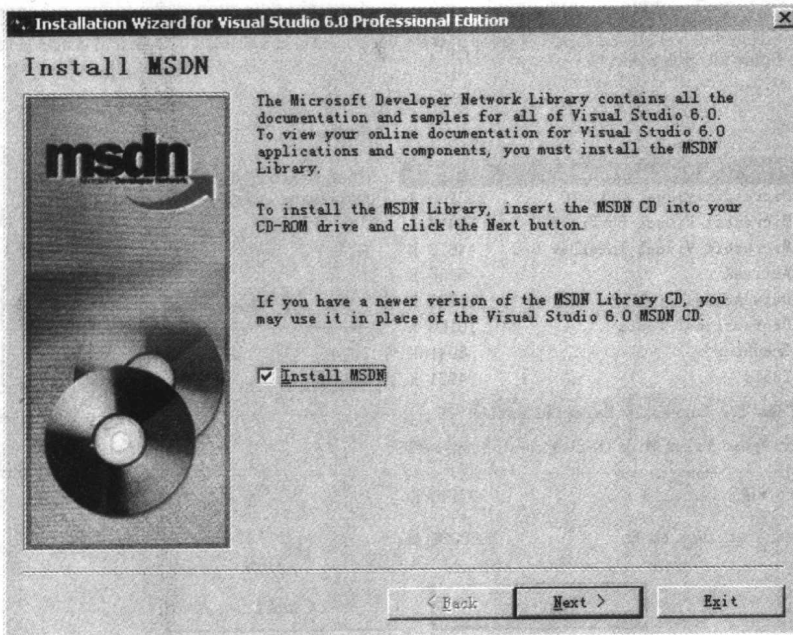 Installation Wizard for Visual Studio 6.0 Professional Edition
Install MSDN
msdn
The Microsoft Developer Network Library contains all the
documentation and samples for all of Visual Studio 6.0.
To view your online documentation for Visual Studio 6.0
applications and components, you must install the MSDN
Library.
To install the MSDN Library, insert the MSDN CD into your
CD-ROM drive and click the Next button.
If you have a newer version of the MSDN Library CD, you
may use it in place of the Visual Studio 6.0 MSDN CD.
Install MSDN
< Back
Next >
Exit